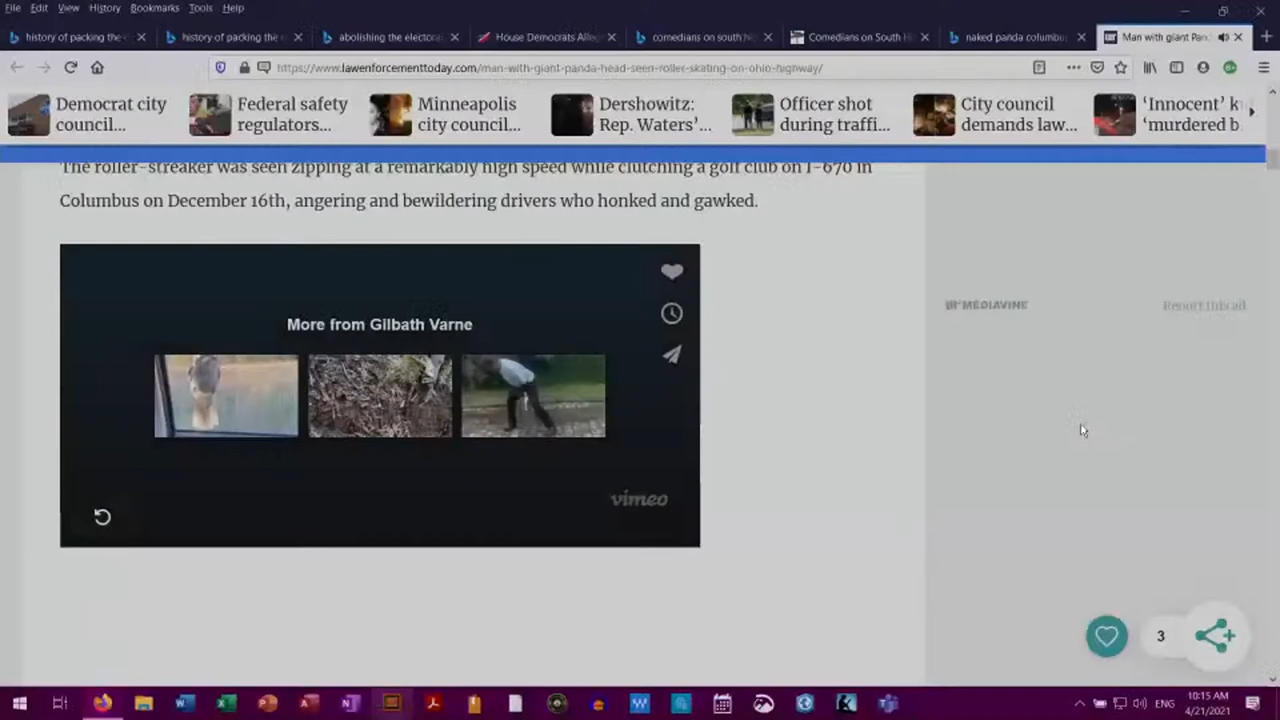 File Edit View History Bookmarks Tools Help
history of packing the
history of packing the
abolishing the electora
House Democrats Alleg
comedians on south hi
Comedians on South Hi
naked panda columbu
Man with giant Pand
https://www.lawenforcementtoday.com/man-with-giant-panda-head-seen-roller-skating-on-ohio-highway/
Democrat city
council...
Federal safety
regulators...
Minneapolis
city council...
Dershowitz:
Rep. Waters'...
Officer shot
during traffi...
City council
demands law...
'Innocent' k
'murdered b
The roller-streaker was seen zipping at a remarkably high speed while clutching a golf club on I-670 in
Columbus on December 16th, angering and bewildering drivers who honked and gawked.
More from Gilbath Varne
vimeo
MEDIAVINE
Report this ad
3
ENG
10:15 AM
4/21/2021